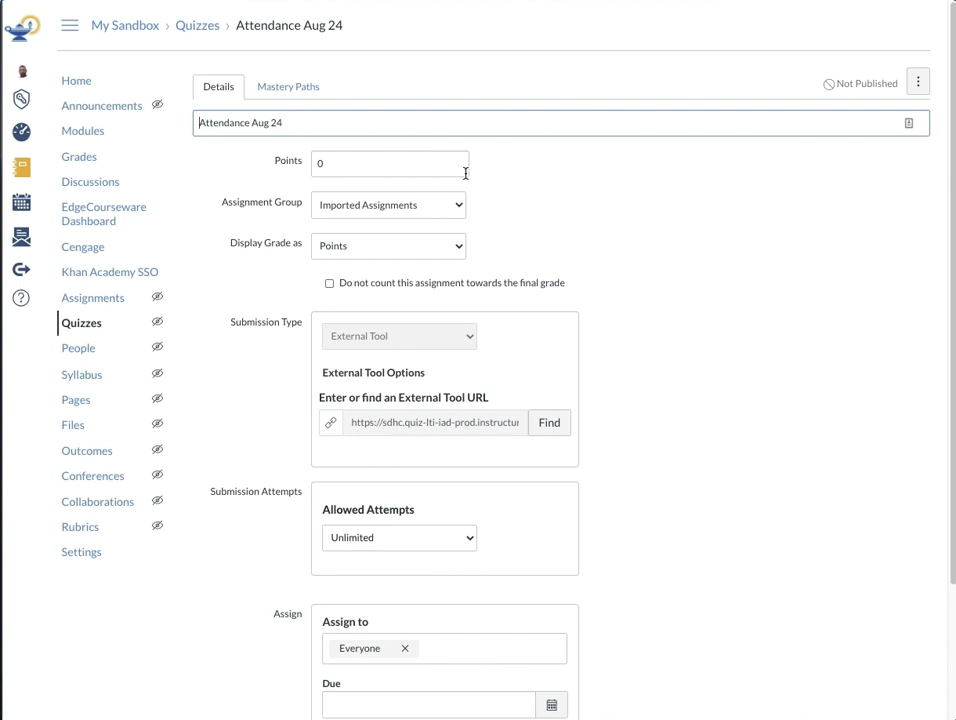 My Sandbox › Quizzes › Attendance Aug 24
Home
Announcements
Modules
Grades
Discussions
EdgeCourseware
Dashboard
Cengage
Khan Academy SSO
Assignments
Quizzes
People
Syllabus
Pages
Files
Outcomes
Conferences
Collaborations
Rubrics
Settings
Details
Mastery Paths
Not Published
Attendance Aug 24
Points
0
Assignment Group
Imported Assignments
Display Grade as
Points
Do not count this assignment towards the final grade
Submission Type
External Tool
External Tool Options
Enter or find an External Tool URL
https://sdhc.quiz-lti-iad-prod.instructur
Find
Submission Attempts
Allowed Attempts
Unlimited
Assign
Assign to
Everyone
Due